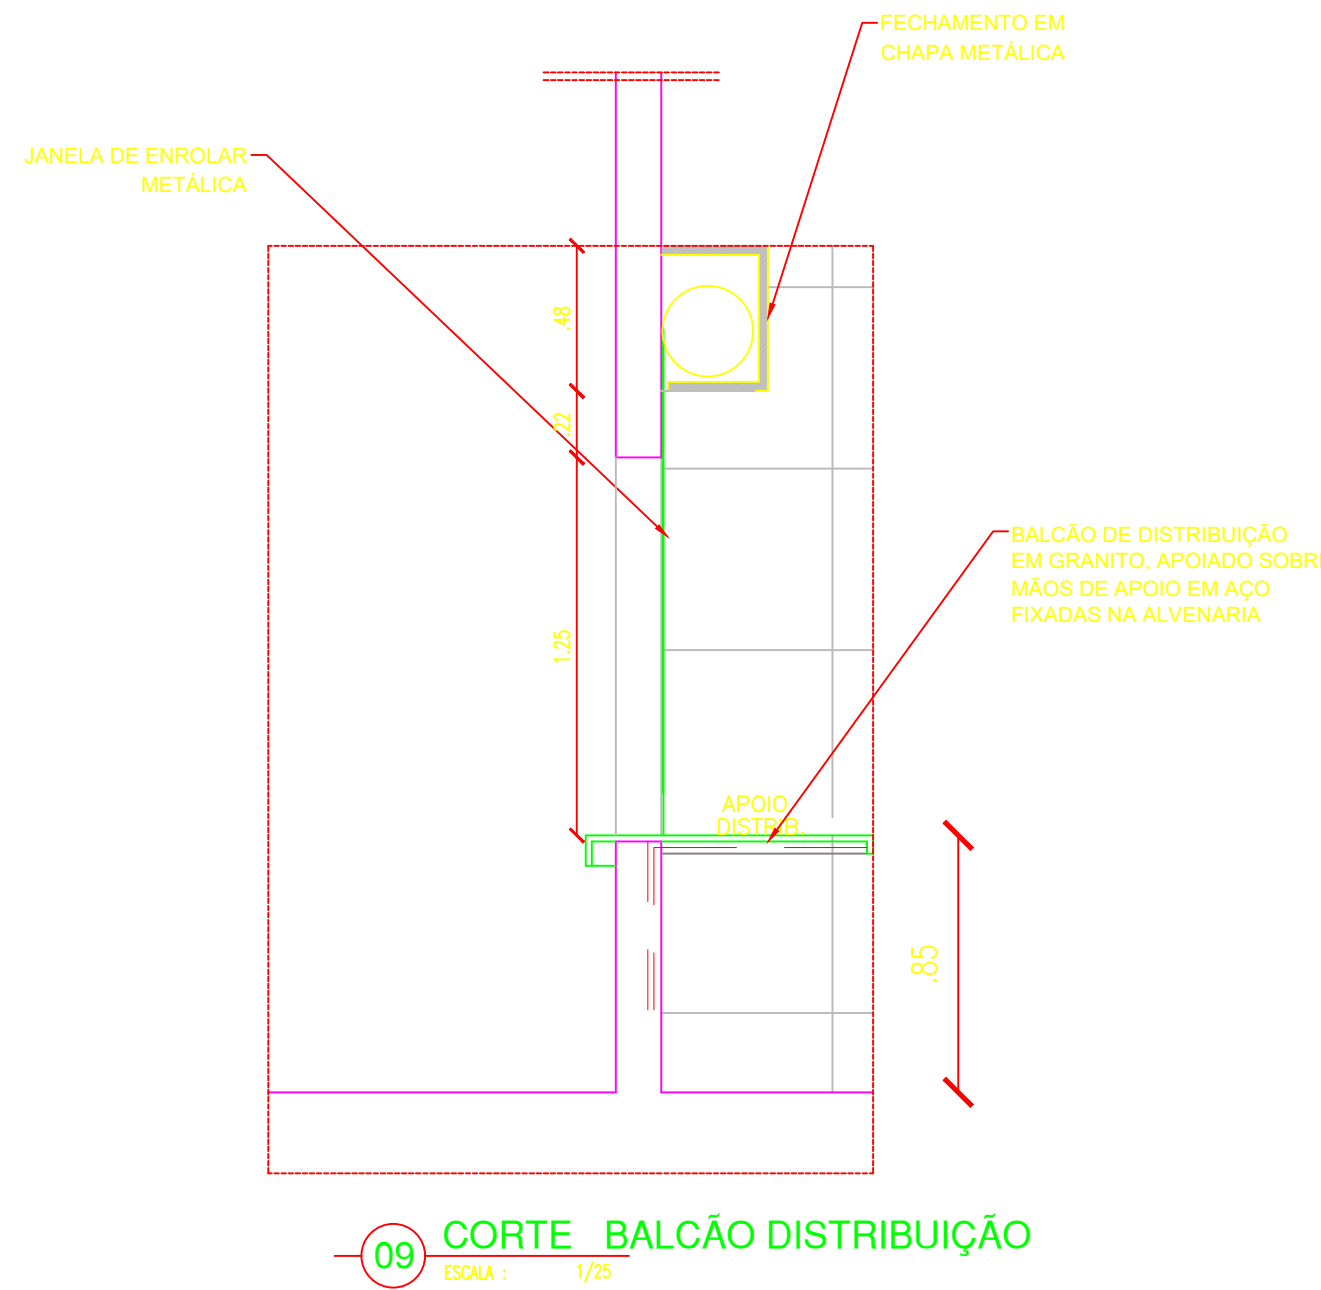 FECHAMENTO EM
CHAPA METÁLICA
JANELA DE ENROLAR
METÁLICA
.48
.22
1.25
BALCÃO DE DISTRIBUIÇÃO
EM GRANITO, APOIADO SOBRE
MÃOS DE APOIO EM AÇO
FIXADAS NA ALVENARIA
APOIO
DISTRIB.
.85
09
CORTE BALCÃO DISTRIBUIÇÃO
ESCALA : 1/25